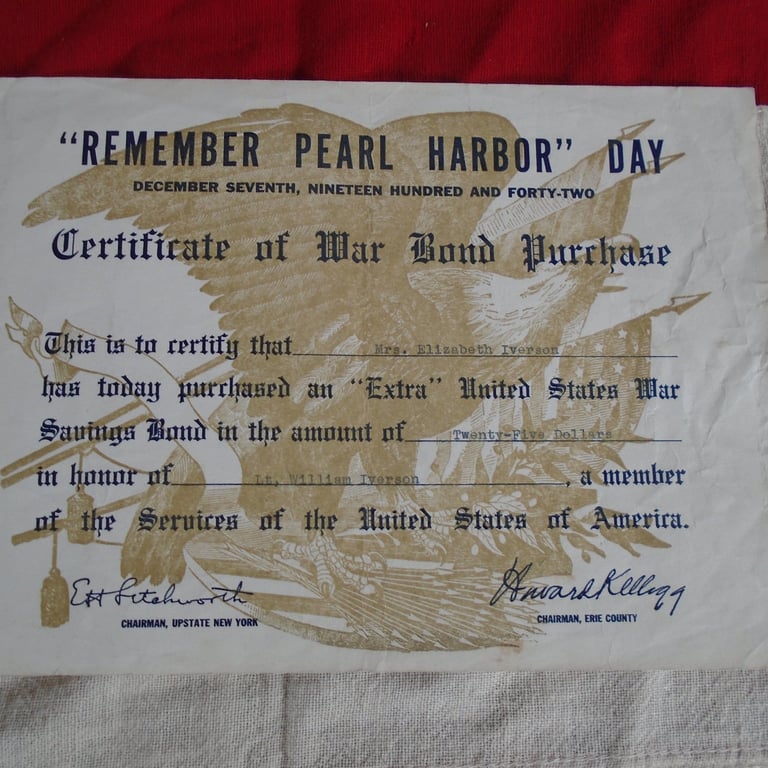 "REMEMBER PEARL HARBOR" DAY
DECEMBER SEVENTH, NINETEEN HUNDRED AND FORTY-TWO
Certificate of War Bond Purchase
This is to certify that Mrs. Elizabeth Iverson
has today purchased an "Extra" United States War
Savings Bond in the amount of Twenty-Five Dollars
in honor of Lt, William Iverson, a member
of the Services of the United States of America.
EH Letchworth Howard Kellogg
CHAIRMAN, UPSTATE NEW YORK CHAIRMAN, ERIE COUNTY